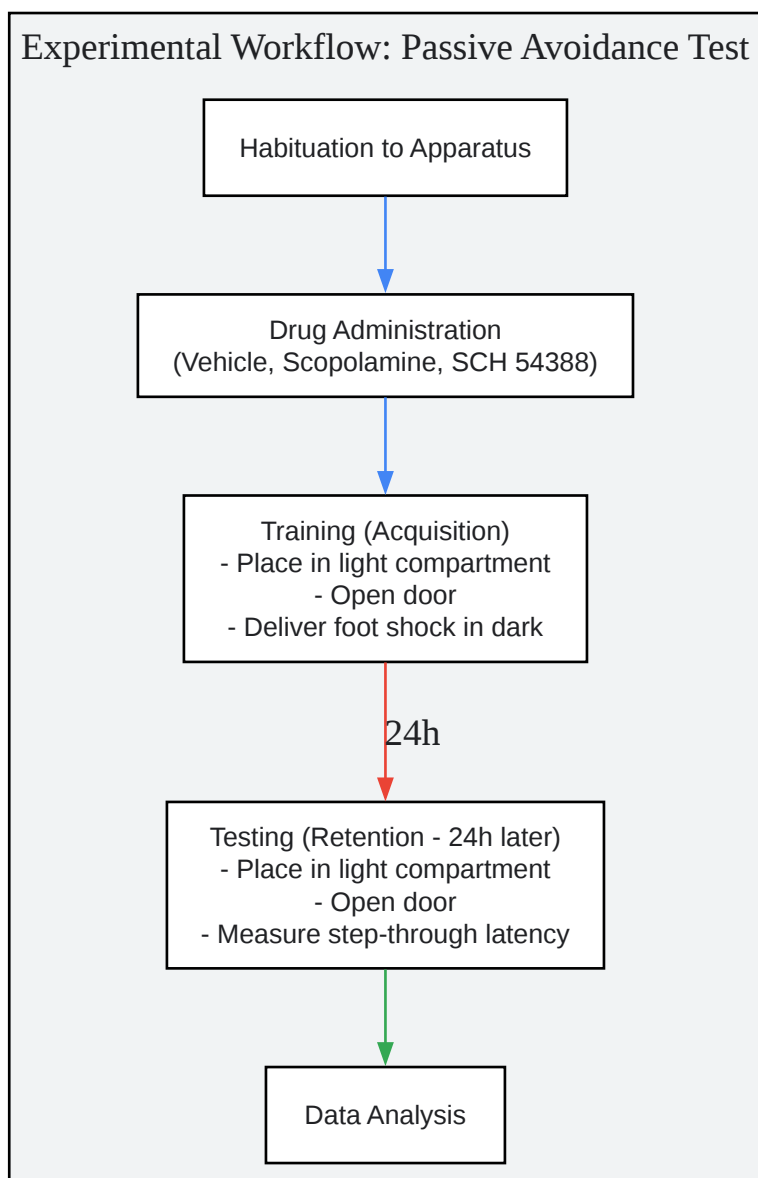 Experimental Workflow: Passive Avoidance Test
Habituation to Apparatus
Drug Administration
(Vehicle, Scopolamine, SCH 54388)
Training (Acquisition)
- Place in light compartment
- Open door
- Deliver foot shock in dark
24h
Testing (Retention - 24h later)
- Place in light compartment
- Open door
- Measure step-through latency
Data Analysis